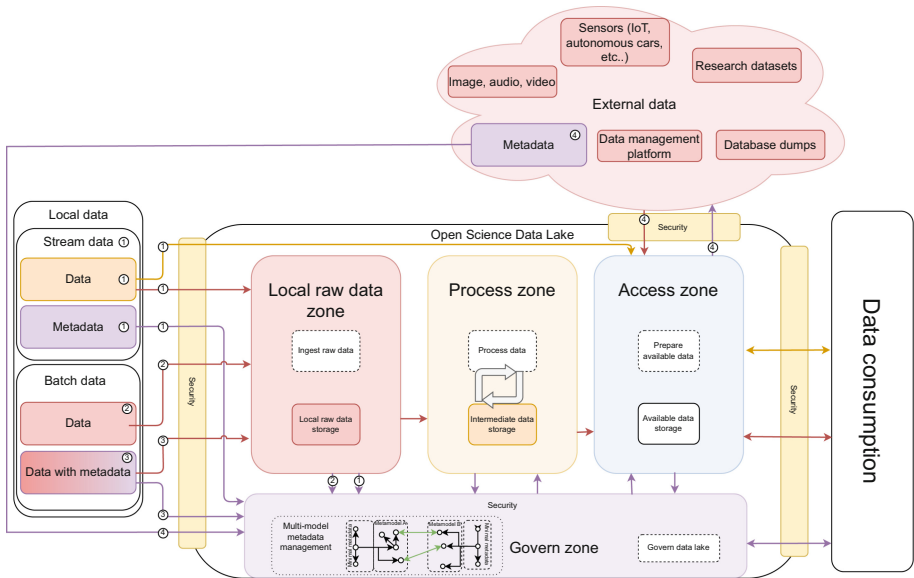 Sensors (IoT,
autonomous cars,
etc..)
Research datasets
Image, audio, video
External data
Metadata
4
Data management
platform
Database dumps
Local data
Stream data
1
Data
1
1
1
Metadata
1
1
Batch data
Data
2
2
Data with metadata
3
3
3
4
Security
Open Science Data Lake
4
Security
4
Local raw data
zone
Ingest raw data
Local raw data
storage
2
1
Process zone
Process data
Intermediate data
storage
Access zone
Prepare
available data
Available data
storage
Security
Data consumption
Security
Multi-model
metadata
management
Metamodel A
Metamodel B
Govern zone
Govern data lake